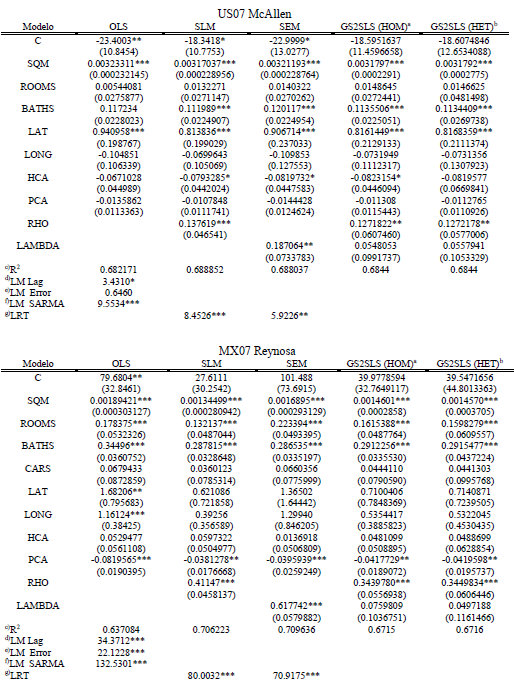 US07 McAllen
Modelo OLS SLM SEM GS2SLS (HOM)ª GS2SLS (HET)ᵇ
C -23.4003** -18.3418* -22.9999* -18.5951637 -18.6074846
(10.8454) (10.7753) (13.0277) (11.4596658) (12.6534088)
SQM 0.00323311*** 0.00317037*** 0.00321193*** 0.0031797*** 0.0031792***
(0.000232145) (0.000228956) (0.000228764) (0.0002291) (0.0002775)
ROOMS 0.00544081 0.0132271 0.0140322 0.0148645 0.0146625
(0.0275877) (0.0271147) (0.0270262) (0.0272441) (0.0481498)
BATHS 0.117234 0.111989*** 0.120117*** 0.1135506*** 0.1134409***
(0.0228023) (0.0224907) (0.0224954) (0.0225051) (0.0269738)
LAT 0.940958*** 0.813836*** 0.906714*** 0.8161449*** 0.8168359***
(0.198767) (0.199029) (0.237033) (0.2129133) (0.2111374)
LONG -0.104851 -0.0699643 -0.109853 -0.0731949 -0.0731356
(0.106339) (0.105069) (0.127553) (0.1112317) (0.1307923)
HCA -0.0671028 -0.0793285* -0.0819732* -0.0823154* -0.0819577
(0.044989) (0.0442024) (0.0447583) (0.0446094) (0.0669841)
PCA -0.0135862 -0.0107848 -0.0144428 -0.011308 -0.0112765
(0.0113363) (0.0111741) (0.0124624) (0.0115443) (0.0110926)
RHO 0.137619*** 0.1271822** 0.1272178**
(0.046541) (0.0607460) (0.0577006)
LAMBDA 0.187064** 0.0548053 0.0557941
(0.0733783) (0.0991737) (0.1053329)
ᶜ⁾R² 0.682171 0.688852 0.688037 0.6844 0.6844
ᵈ⁾LM Lag 3.4310*
ᵉ⁾LM Error 0.6460
ᶠ⁾LM SARMA 9.5534***
ᵍ⁾LRT 8.4526*** 5.9226**
MX07 Reynosa
Modelo OLS SLM SEM GS2SLS (HOM)ª GS2SLS (HET)ᵇ
C 79.6804** 27.6111 101.488 39.9778594 39.5471656
(32.8461) (30.2542) (73.6915) (32.7649117) (44.8013363)
SQM 0.00189421*** 0.00134499*** 0.0016895*** 0.0014601*** 0.0014570***
(0.000303127) (0.000280942) (0.000293129) (0.0002858) (0.0003705)
ROOMS 0.178375*** 0.132137*** 0.223394*** 0.1615388*** 0.1598279***
(0.0532326) (0.0487044) (0.0493395) (0.0487764) (0.0609557)
BATHS 0.34496*** 0.287815*** 0.286535*** 0.2912256*** 0.2915477***
(0.0360752) (0.0328648) (0.0335197) (0.0335530) (0.0437224)
CARS 0.0679433 0.0360123 0.0660356 0.0444110 0.0441303
(0.0872859) (0.0785314) (0.0775999) (0.0790590) (0.0995768)
LAT 1.68206** 0.621086 1.36502 0.7100406 0.7140871
(0.795683) (0.721858) (1.64442) (0.7848369) (0.7239505)
LONG 1.16124*** 0.39256 1.29940 0.5354417 0.5322045
(0.38425) (0.356589) (0.846205) (0.3885823) (0.4530435)
HCA 0.0529477 0.0597322 0.0136918 0.0481099 0.0488699
(0.0561108) (0.0504977) (0.0506809) (0.0508895) (0.0628854)
PCA -0.0819565*** -0.0381278** -0.0395939*** -0.0417729** -0.0419598**
(0.0190395) (0.0176668) (0.0259249) (0.0189072) (0.0195737)
RHO 0.41147*** 0.3439780*** 0.3449834***
(0.0458137) (0.0556938) (0.0606446)
LAMBDA 0.617742*** 0.0759809 0.0497188
(0.0579882) (0.1036751) (0.1161466)
ᶜ⁾R² 0.637084 0.706223 0.709636 0.6715 0.6716
ᵈ⁾LM Lag 34.3712***
ᵉ⁾LM Error 22.1228***
ᶠ⁾LM SARMA 132.5301***
ᵍ⁾LRT 80.0032*** 70.9175***